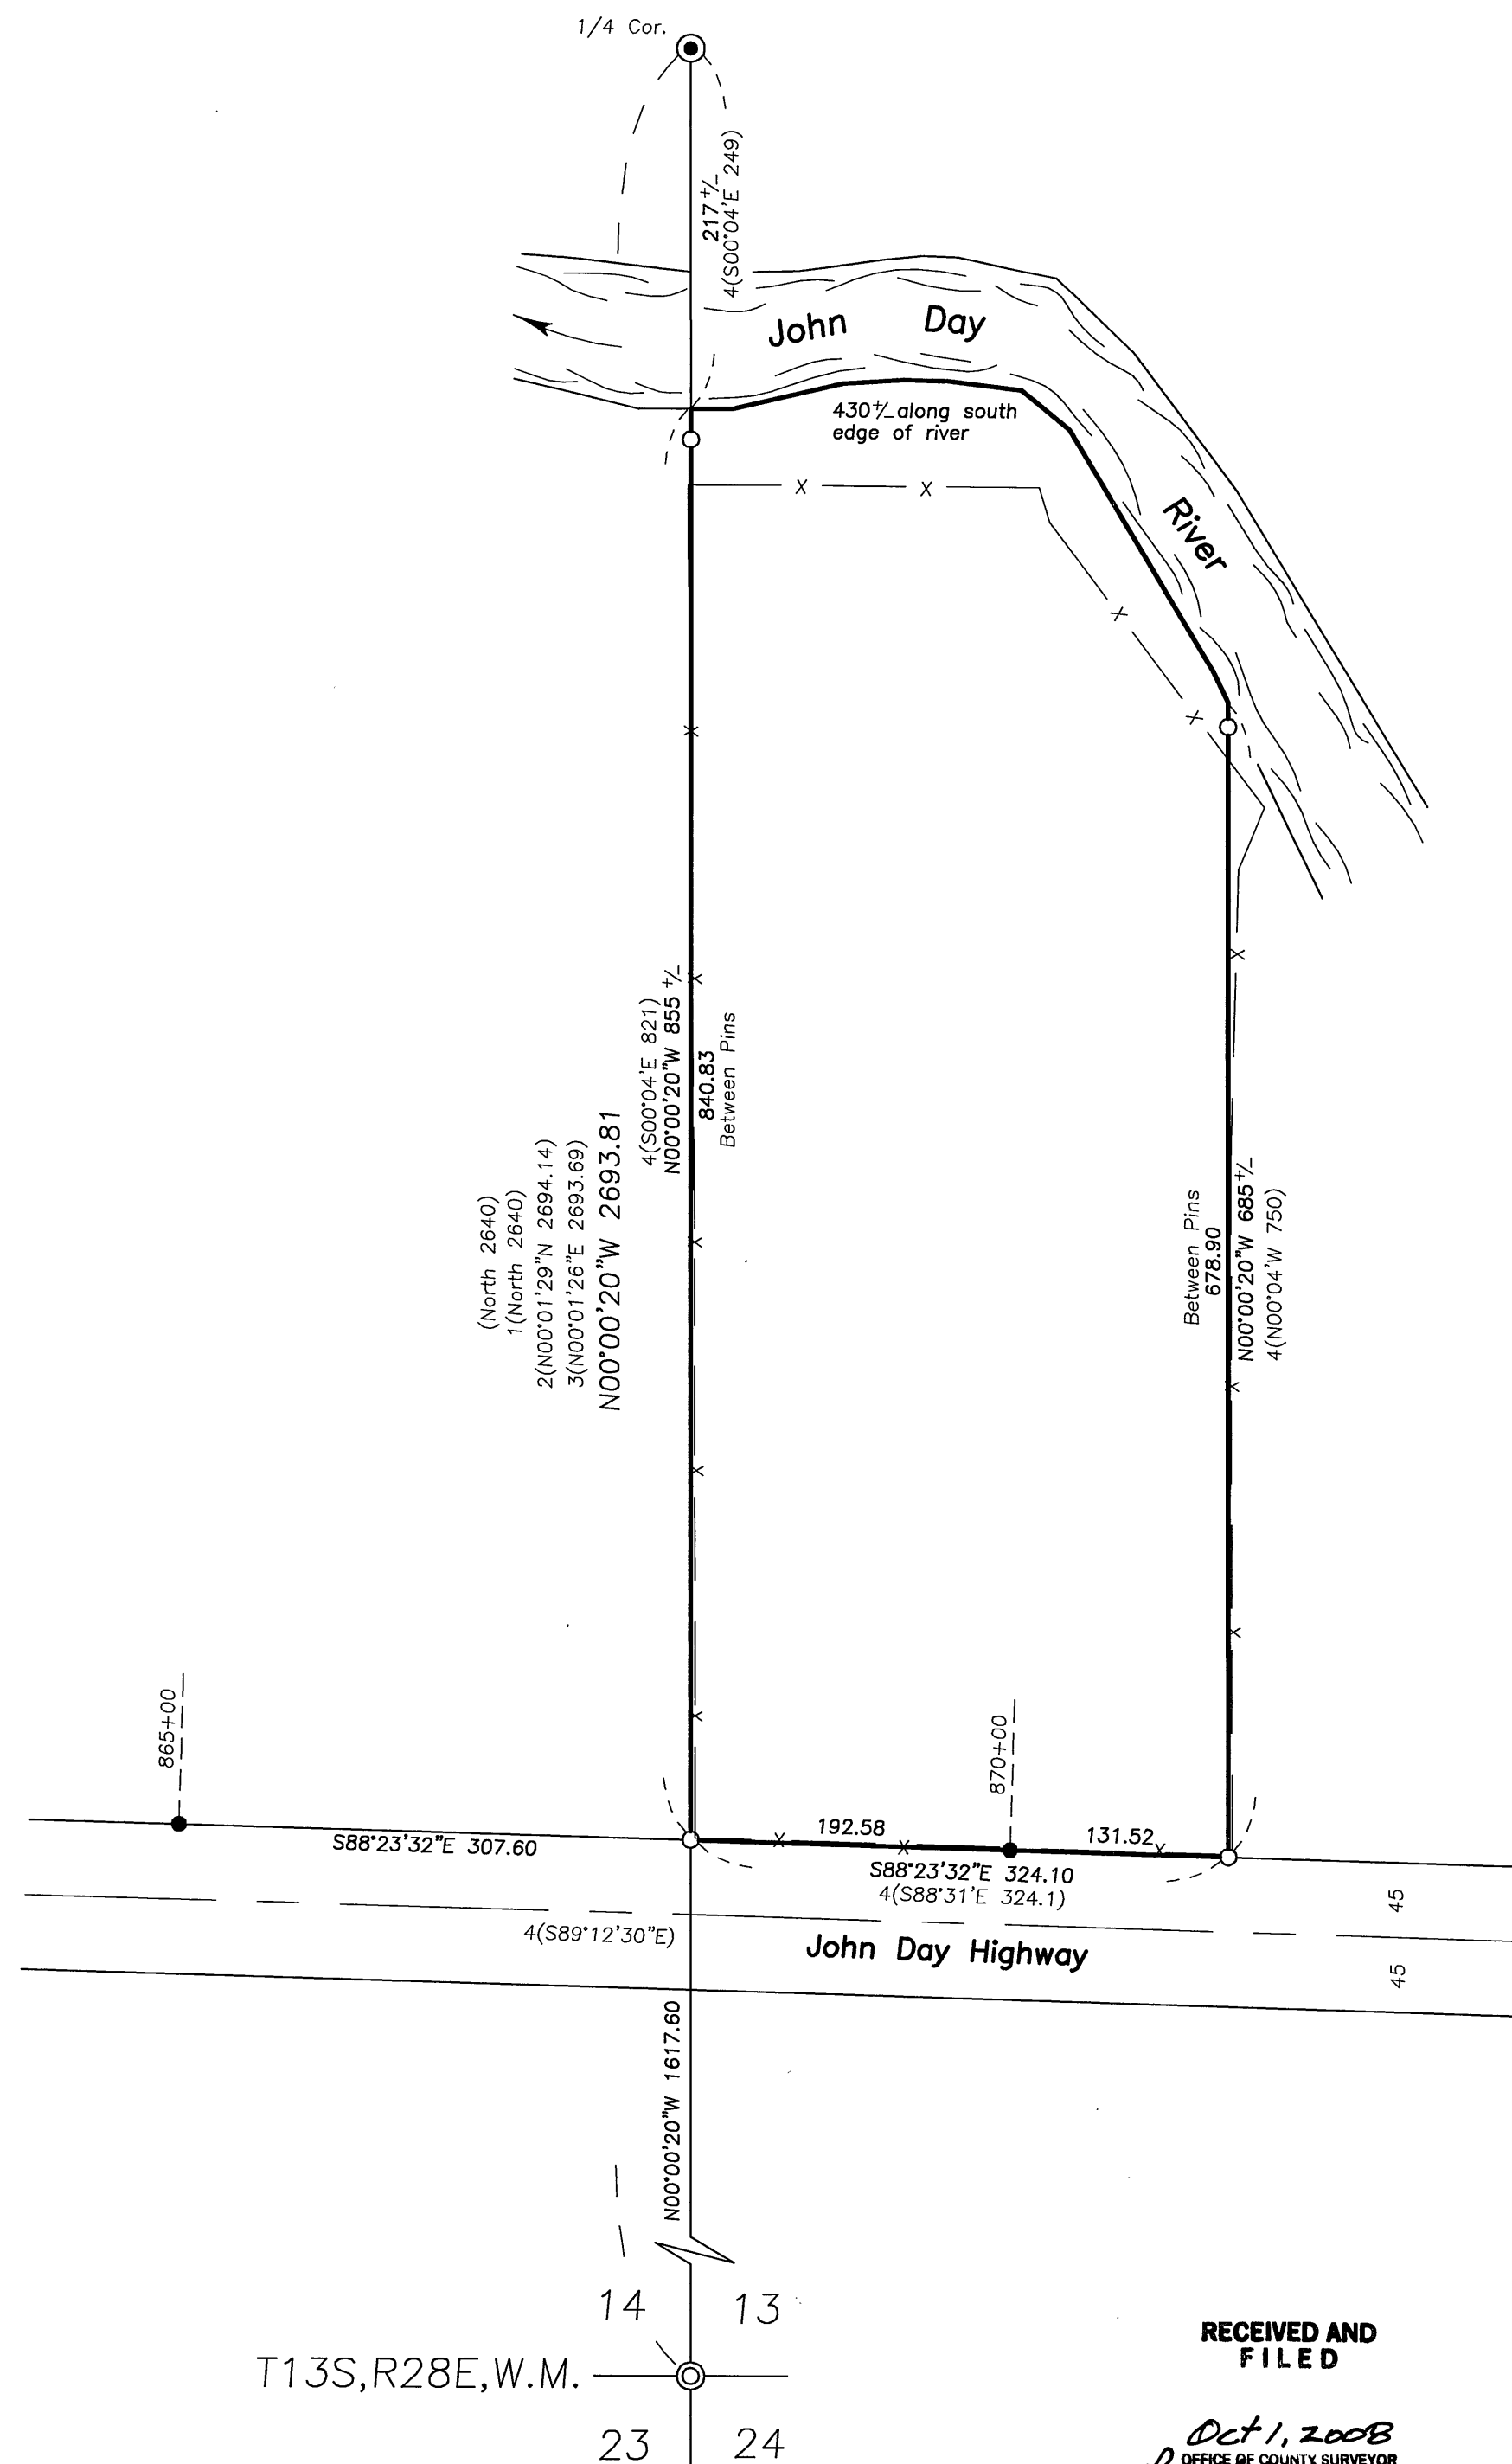 1/4 Cor.
217 +/-
4(S00°04'E 249)
John Day
River
430 +/- along south
edge of river
X X
X
X
4(S00°04'E 821)
N00°00'20"W 855 +/-
840.83
Between Pins
(North 2640)
1(North 2640)
2(N00°01'29"N 2694.14)
3(N00°01'26"E 2693.69)
N00°00'20"W 2693.81
Between Pins
678.90
N00°00'20"W 685 +/-
4(N00°04'W 750)
865+00
870+00
S88°23'32"E 307.60
192.58
131.52
S88°23'32"E 324.10
4(S88°31'E 324.1)
4(S89°12'30"E)
John Day Highway
45
45
N00°00'20"W 1617.60
14 13
T13S,R28E,W.M.
23 24
RECEIVED AND
FILED
Oct 1, 2008
OFFICE OF COUNTY SURVEYOR